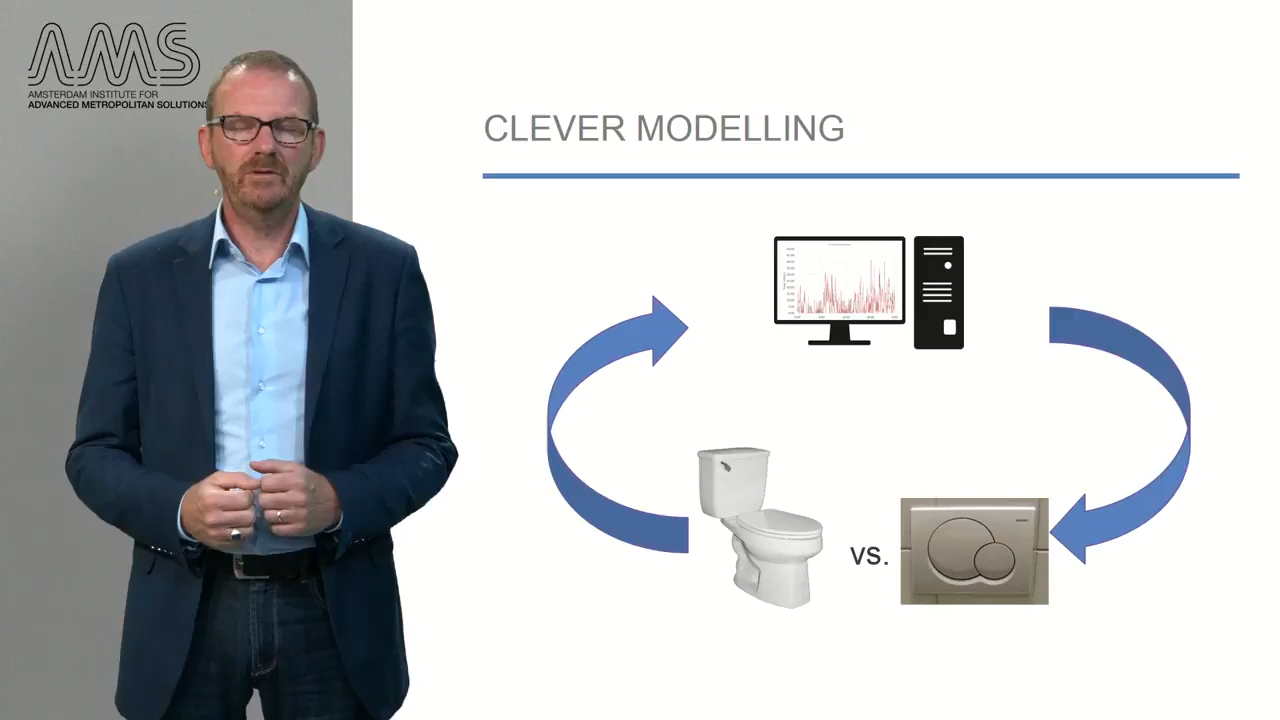 AMS
AMSTERDAM INSTITUTE FOR
ADVANCED METROPOLITAN SOLUTIONS
CLEVER MODELLING
vs.